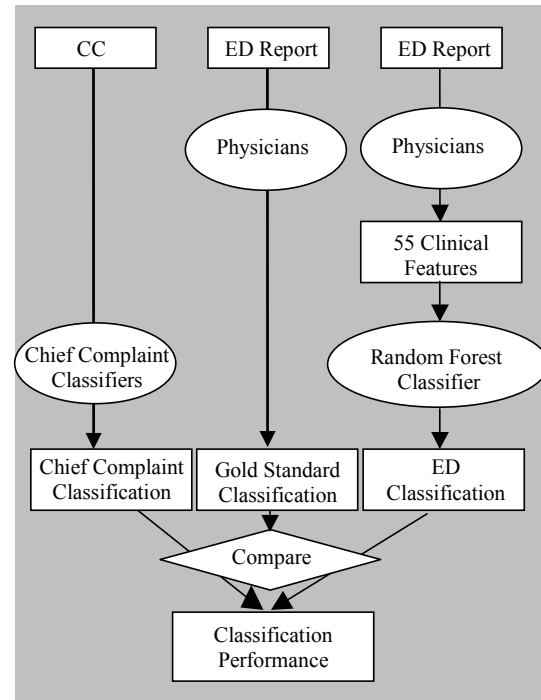 CC
ED Report
ED Report
Physicians
Physicians
55 Clinical
Features
Chief Complaint
Classifiers
Random Forest
Classifier
Chief Complaint
Classification
Gold Standard
Classification
ED
Classification
Compare
Classification
Performance